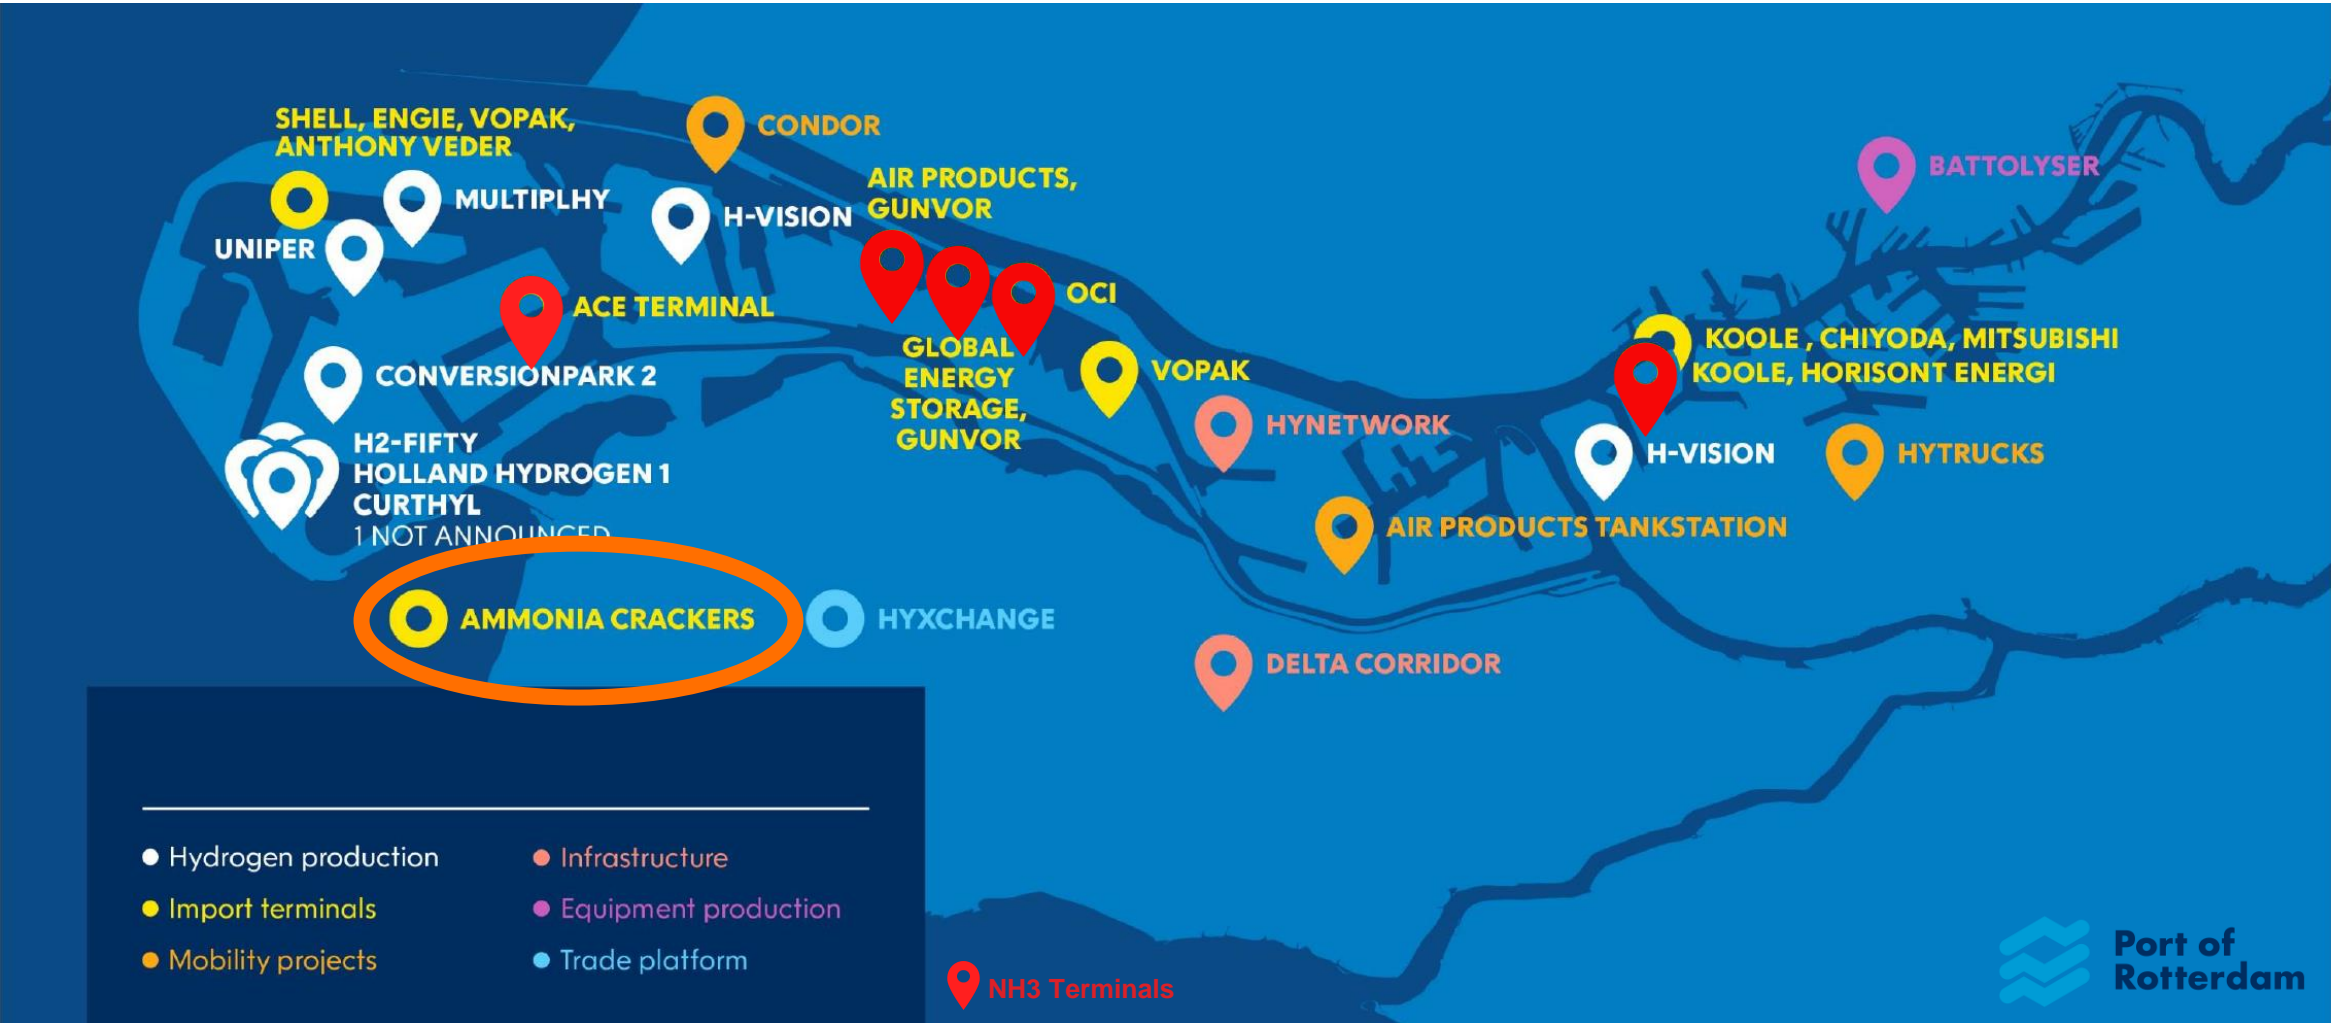 SHELL, ENGIE, VOPAK,
ANTHONY VEDER
CONDOR
AIR PRODUCTS,
GUNVOR
BATTOLYSER
MULTIPLHY
H-VISION
UNIPER
ACE TERMINAL
OCI
GLOBAL
ENERGY
STORAGE,
GUNVOR
VOPAK
KOOLE , CHIYODA, MITSUBISHI
KOOLE, HORISONT ENERGI
CONVERSIONPARK 2
HYNETWORK
H2-FIFTY
HOLLAND HYDROGEN 1
CURTHYL
1 NOT ANNOUNCED
H-VISION
HYTRUCKS
AIR PRODUCTS TANKSTATION
AMMONIA CRACKERS
HYXCHANGE
DELTA CORRIDOR
Hydrogen production
Import terminals
Mobility projects
Infrastructure
Equipment production
Trade platform
NH3 Terminals
Port of
Rotterdam